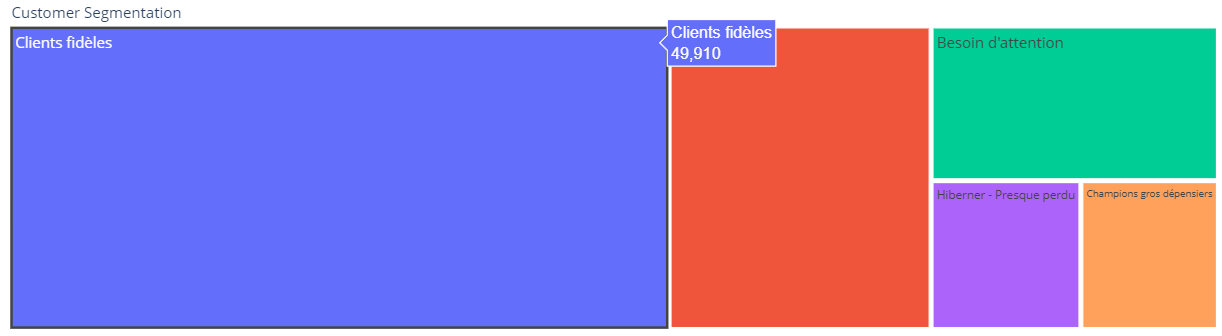 Customer Segmentation
Clients fidèles
Clients fidèles
49,910
Besoin d'attention
Hiberner - Presque perdu
Champions gros dépensiers